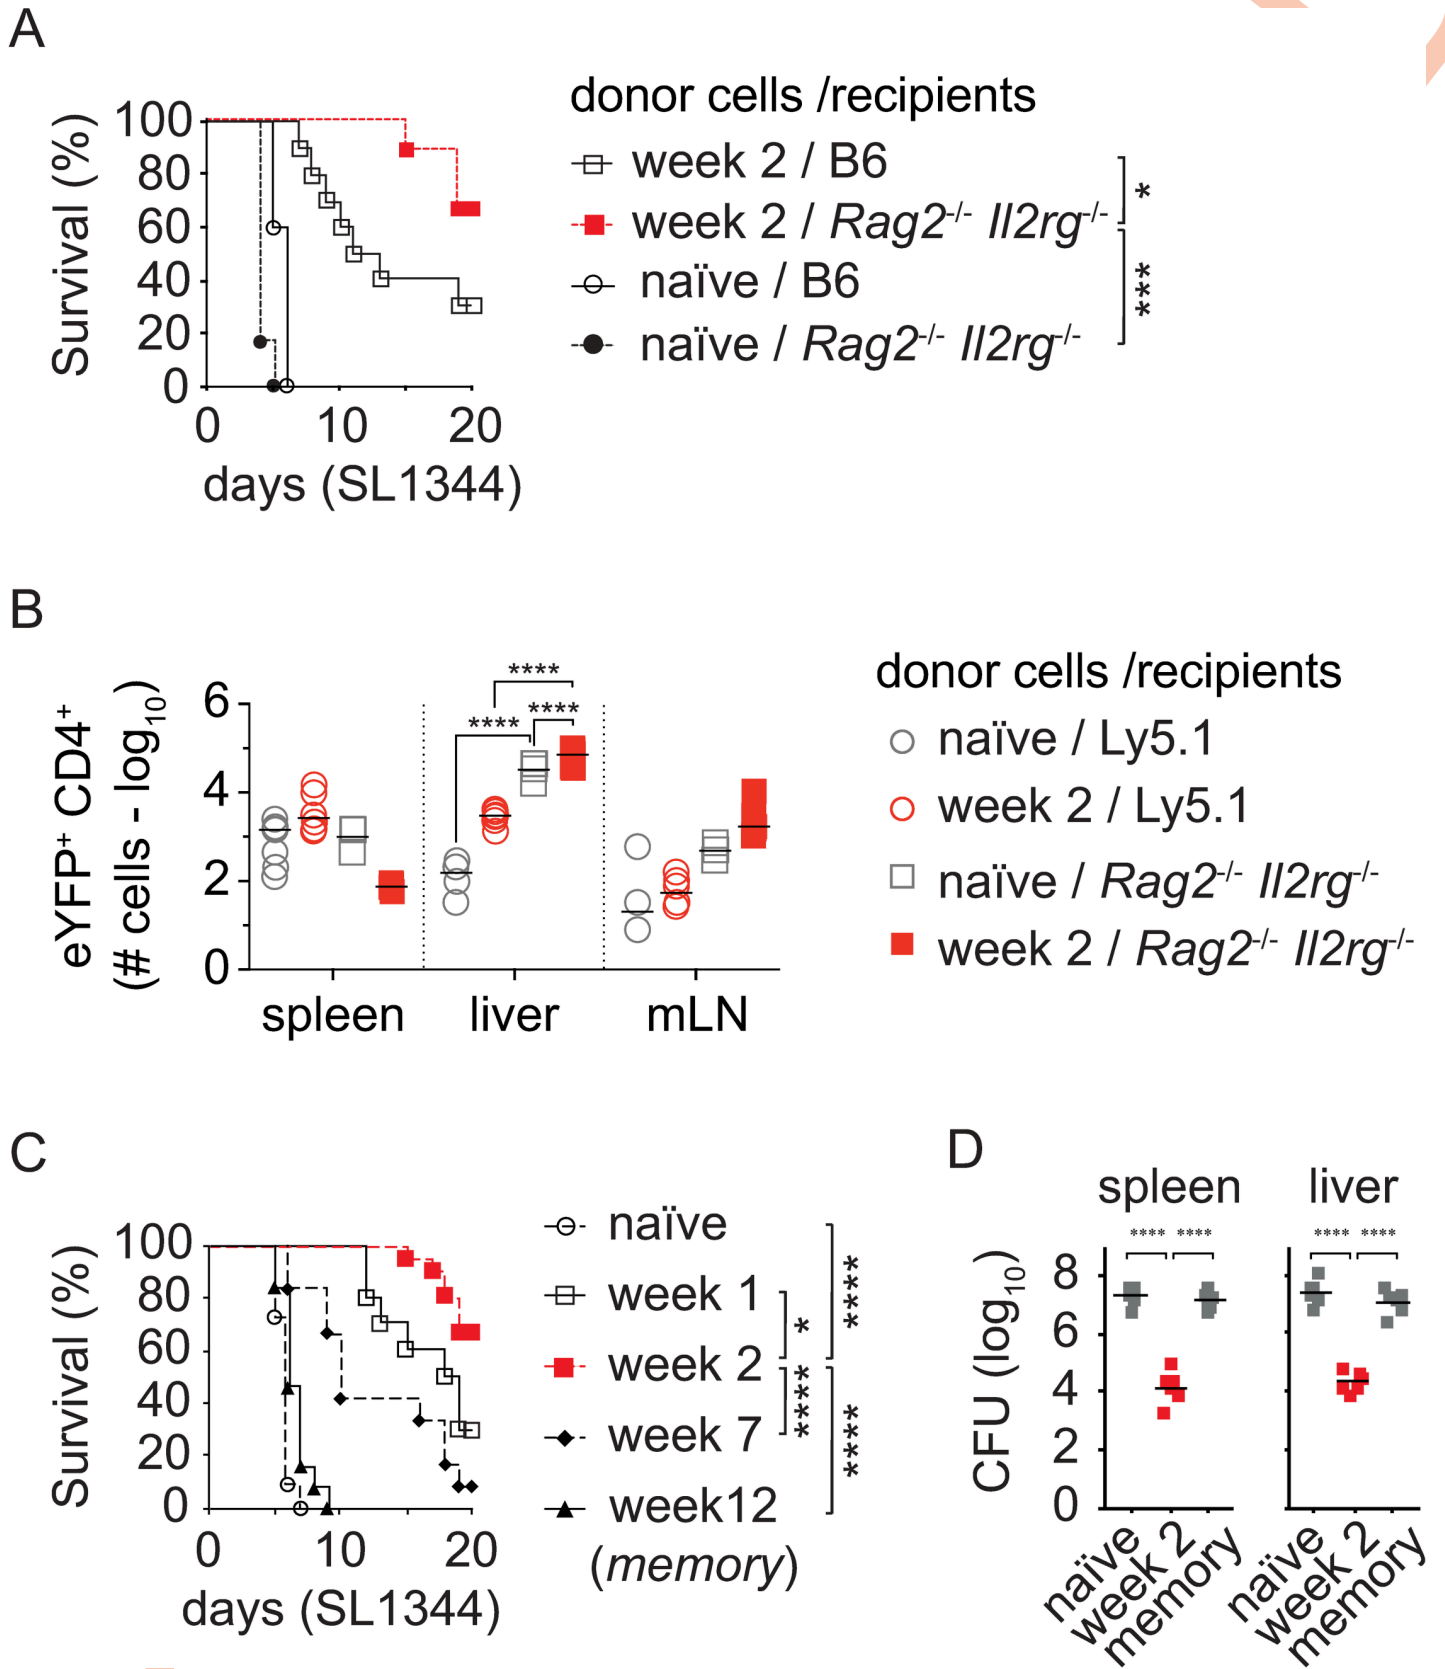 A
donor cells /recipients
Survival (%)
100
80
60
40
20
0
0 10 20
days (SL1344)
week 2 / B6
week 2 / Rag2-/- Il2rg-/-
naïve / B6
naïve / Rag2-/- Il2rg-/-
*
***
B
eYFP+ CD4+
(# cells - log10)
6
4
2
0
****
**** ****
spleen liver mLN
donor cells /recipients
naïve / Ly5.1
week 2 / Ly5.1
naïve / Rag2-/- Il2rg-/-
week 2 / Rag2-/- Il2rg-/-
C
Survival (%)
100
80
60
40
20
0
0 10 20
days (SL1344)
naïve
week 1
week 2
week 7
week12
(memory)
*
****
****
****
D
spleen liver
**** **** **** ****
CFU (log10)
8
6
4
2
0
naïve
week 2
memory
naïve
week 2
memory